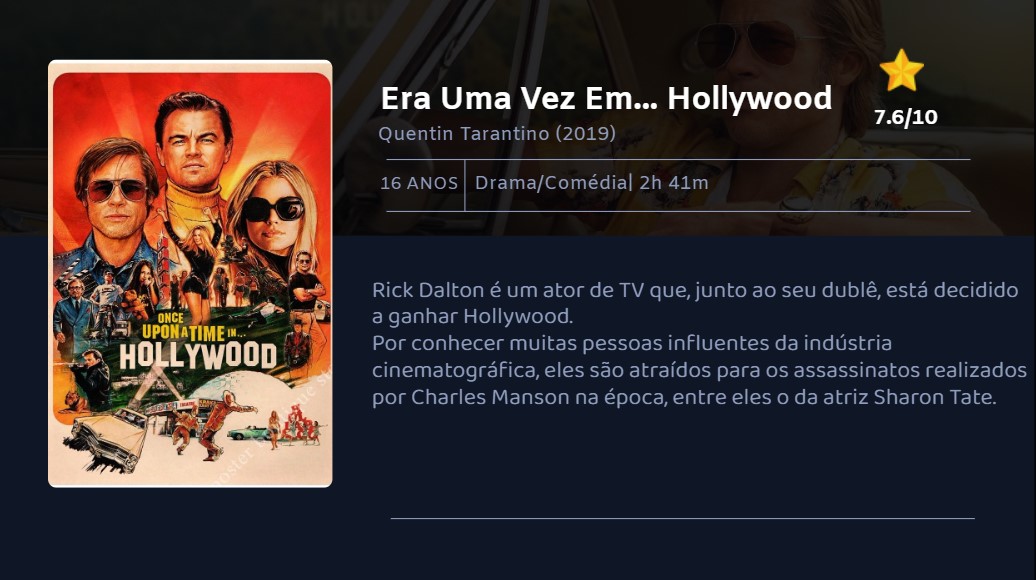 Era Uma Vez Em... Hollywood
7.6/10
Quentin Tarantino (2019)
16 ANOS
Drama/Comédia| 2h 41m
ONCE
UPON A TIME IN...
HOLLYWOOD
Rick Dalton é um ator de TV que, junto ao seu dublê, está decidido
a ganhar Hollywood.
Por conhecer muitas pessoas influentes da indústria
cinematográfica, eles são atraídos para os assassinatos realizados
por Charles Manson na época, entre eles o da atriz Sharon Tate.